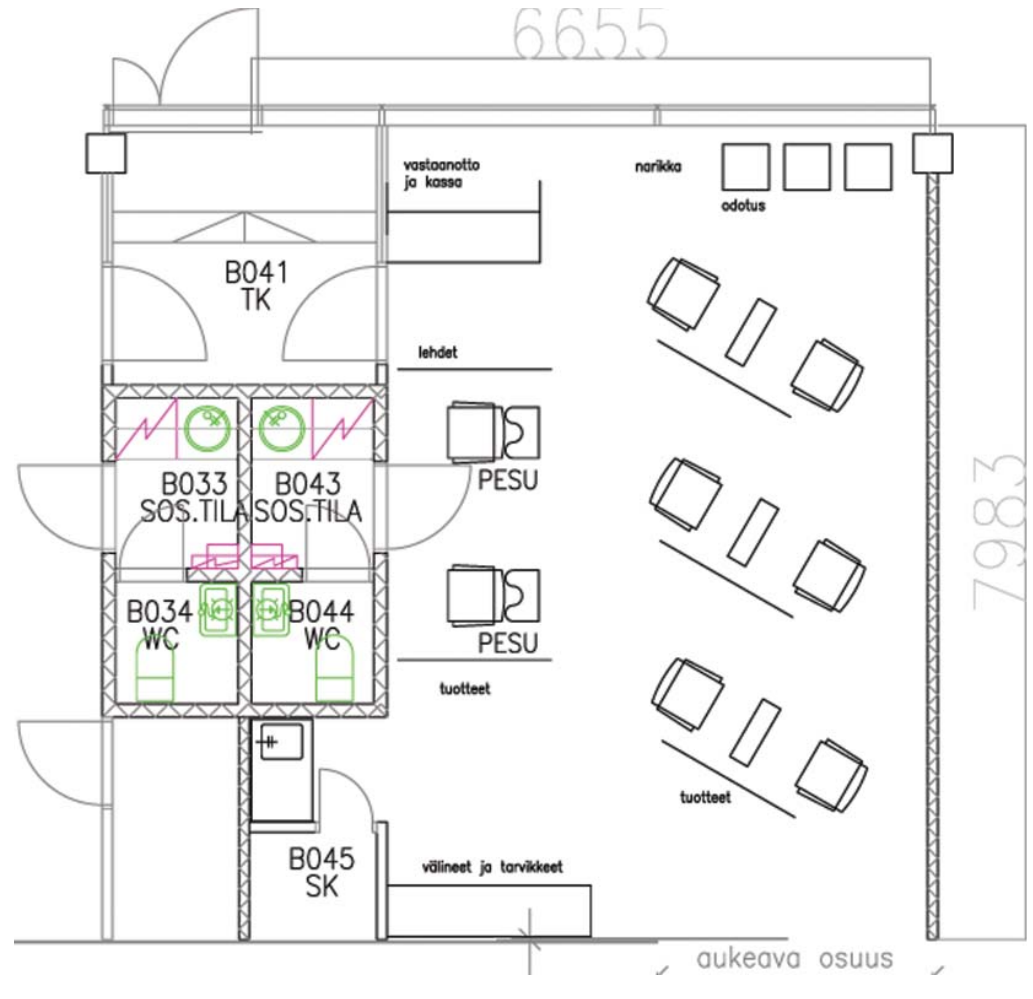 6655
vastaanotto
ja kassa
narikka
odotus
B041
TK
lehdet
B033
SOS.TILA
B043
SOS.TILA
PESU
7983
B034
WC
B044
WC
PESU
tuotteet
tuotteet
B045
SK
välineet ja tarvikkeet
aukeava osuus